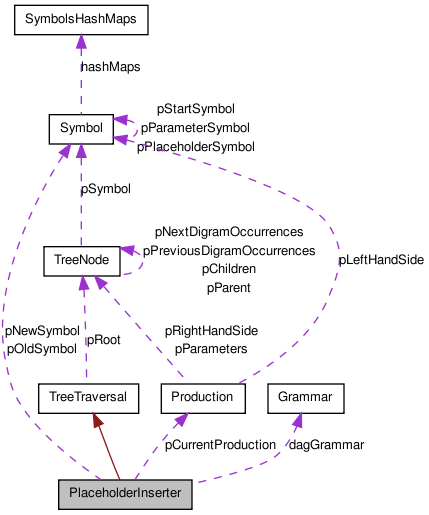 SymbolsHashMaps
hashMaps
Symbol
pStartSymbol
pParameterSymbol
pPlaceholderSymbol
pSymbol
TreeNode
pNextDigramOccurrences
pPreviousDigramOccurrences
pChildren
pParent
pLeftHandSide
pNewSymbol
pOldSymbol
pRoot
pRightHandSide
pParameters
TreeTraversal
Production
Grammar
pCurrentProduction
dagGrammar
PlaceholderInserter